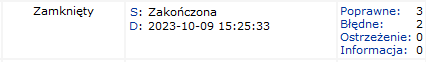 Zamknięty
S: Zakończona
D: 2023-10-09 15:25:33
Poprawne: 3
Błędne: 2
Ostrzeżenie: 0
Informacja: 0